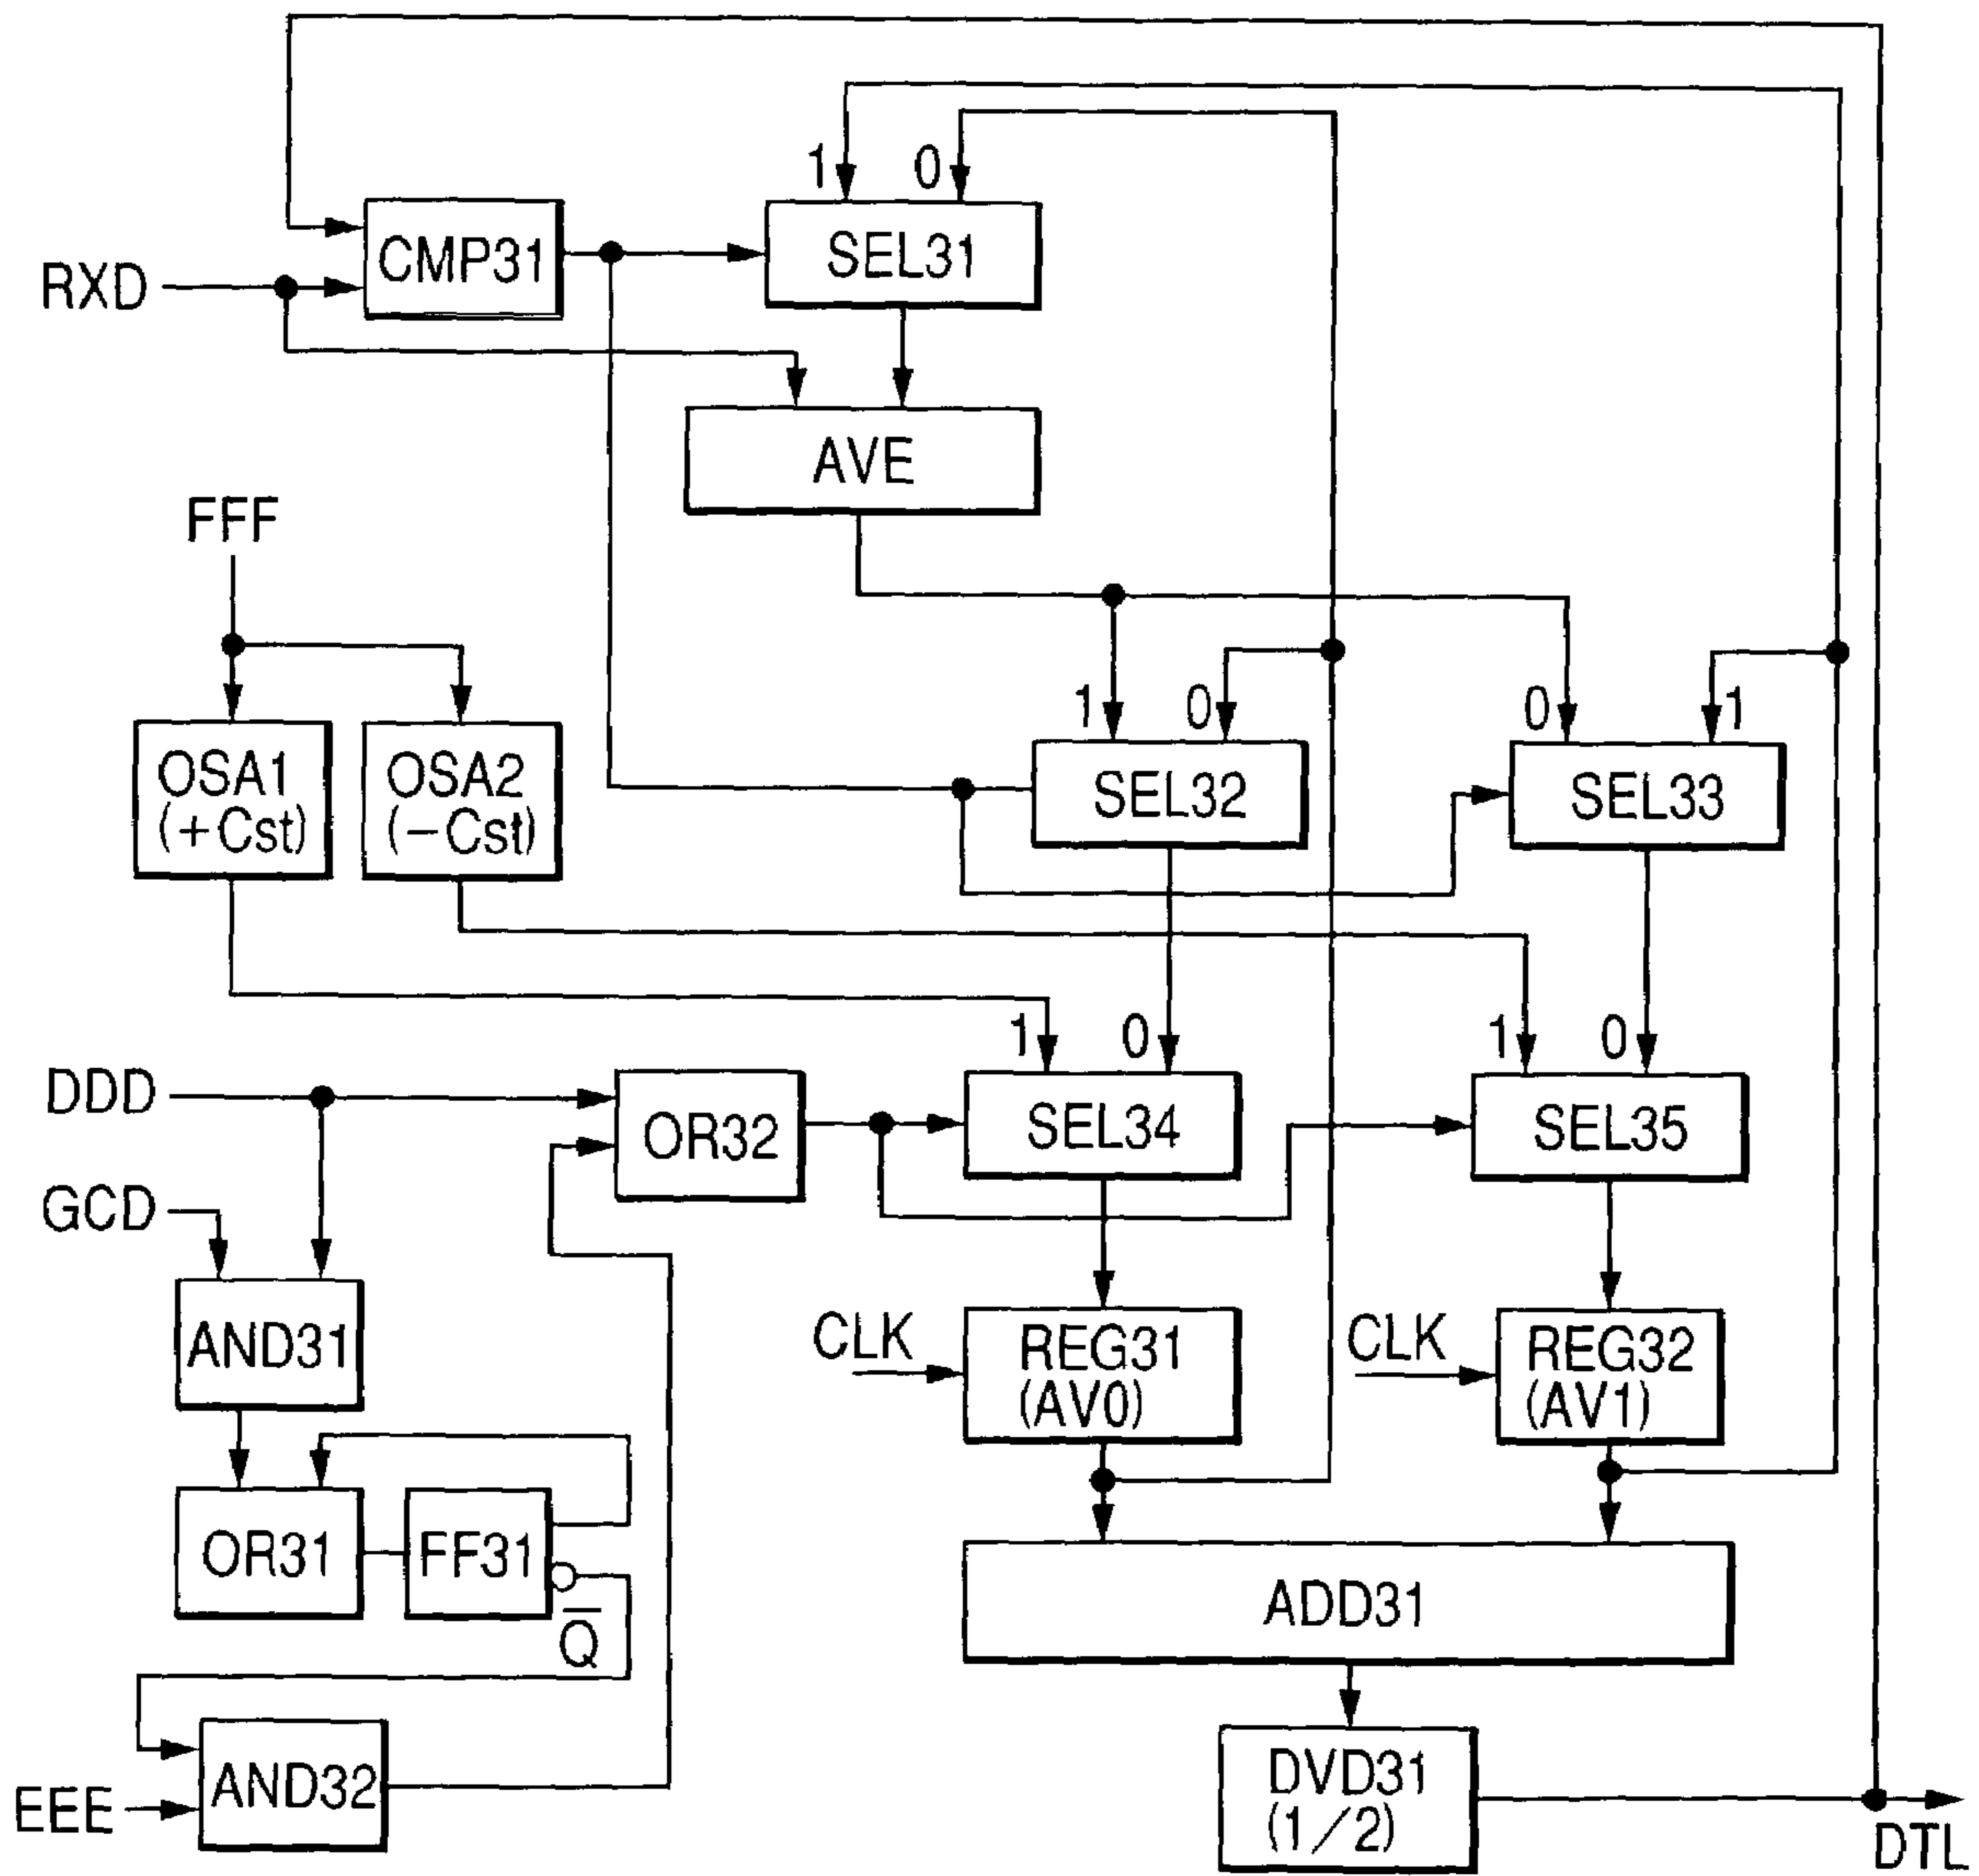 1 0
CMP31
SEL31
RXD
AVE
FFF
1 0
0 1
OSA1
(+Cst)
OSA2
(−Cst)
SEL32
SEL33
1 0
1 0
DDD
OR32
SEL34
SEL35
GCD
AND31
CLK
REG31
(AV0)
CLK
REG32
(AV1)
OR31
FF31
Q̅
ADD31
AND32
EEE
DVD31
(1/2)
DTL